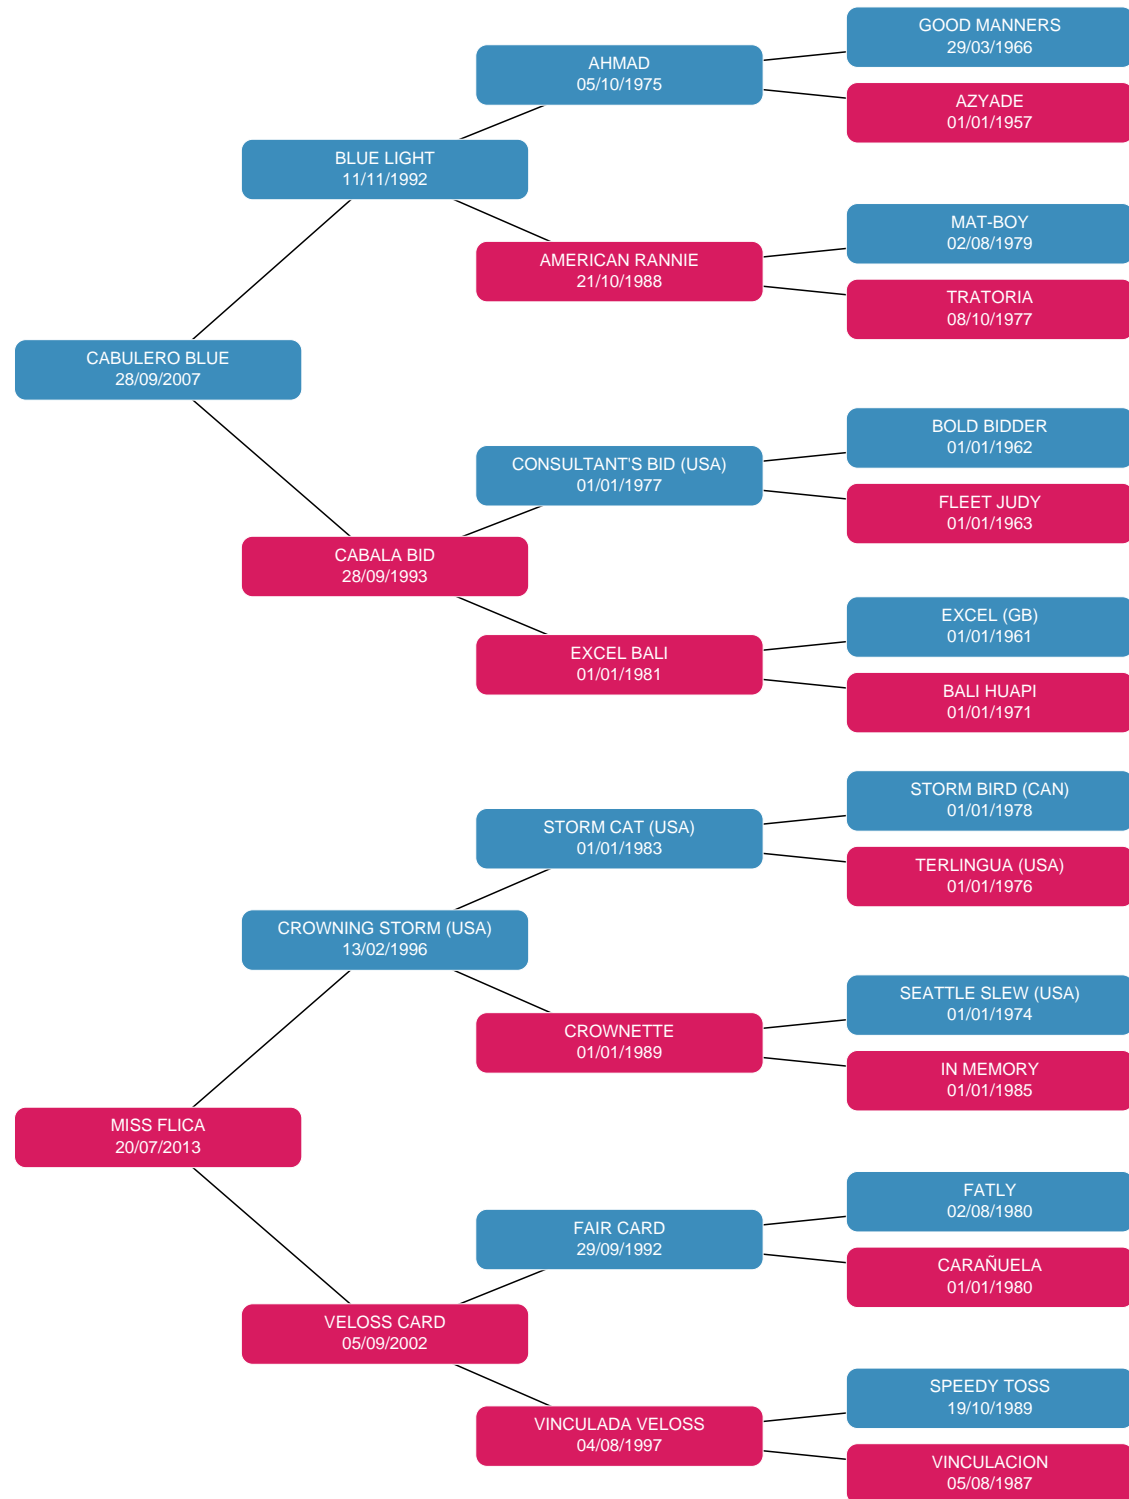 GOOD MANNERS
29/03/1966
AHMAD
05/10/1975
AZYADE
01/01/1957
BLUE LIGHT
11/11/1992
MAT-BOY
02/08/1979
AMERICAN RANNIE
21/10/1988
TRATORIA
08/10/1977
CABULERO BLUE
28/09/2007
BOLD BIDDER
01/01/1962
CONSULTANT'S BID (USA)
01/01/1977
FLEET JUDY
01/01/1963
CABALA BID
28/09/1993
EXCEL (GB)
01/01/1961
EXCEL BALI
01/01/1981
BALI HUAPI
01/01/1971
STORM BIRD (CAN)
01/01/1978
STORM CAT (USA)
01/01/1983
TERLINGUA (USA)
01/01/1976
CROWNING STORM (USA)
13/02/1996
SEATTLE SLEW (USA)
01/01/1974
CROWNETTE
01/01/1989
IN MEMORY
01/01/1985
MISS FLICA
20/07/2013
FATLY
02/08/1980
FAIR CARD
29/09/1992
CARAÑUELA
01/01/1980
VELOSS CARD
05/09/2002
SPEEDY TOSS
19/10/1989
VINCULADA VELOSS
04/08/1997
VINCULACION
05/08/1987